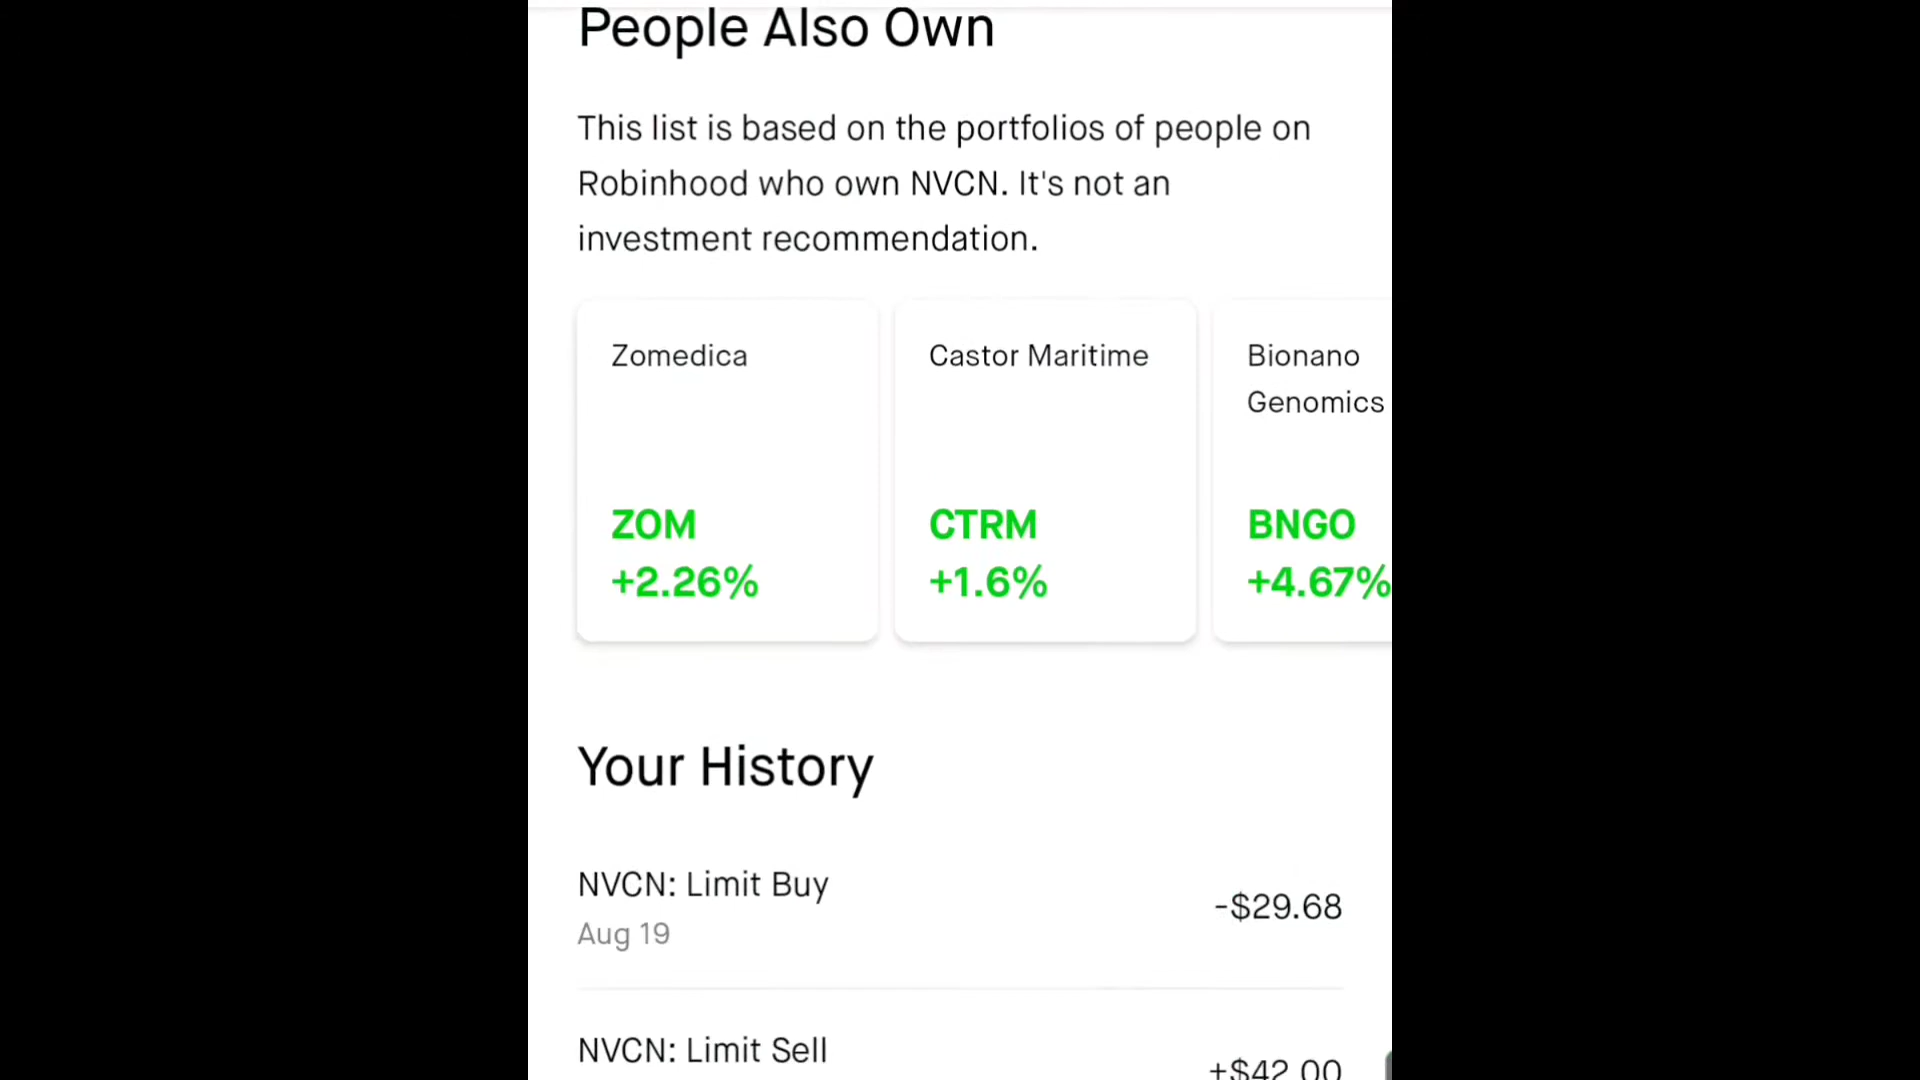 People Also Own
This list is based on the portfolios of people on
Robinhood who own NVCN. It's not an
investment recommendation.
Zomedica
ZOM
+2.26%
Castor Maritime
CTRM
+1.6%
Bionano
Genomics
BNGO
+4.67%
Your History
NVCN: Limit Buy
Aug 19
-$29.68
NVCN: Limit Sell
+$42.00